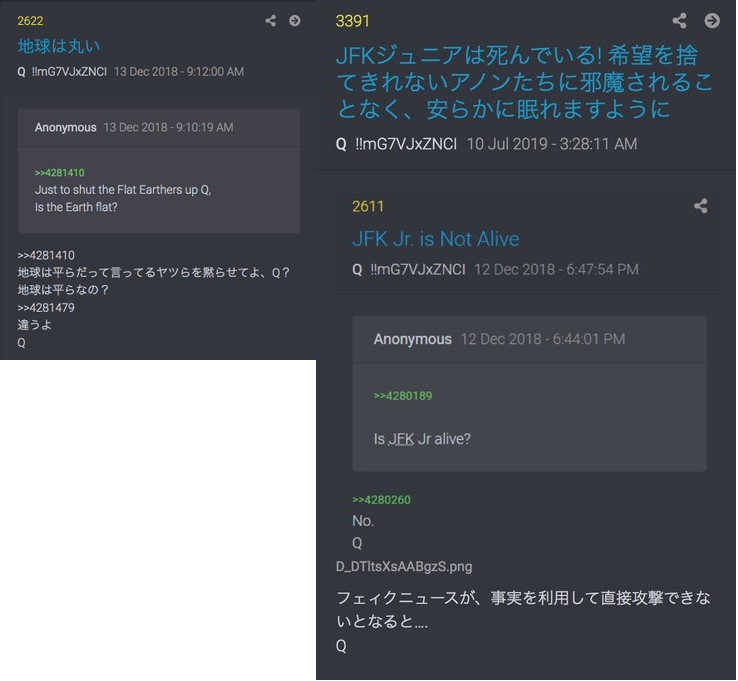 2622
地球は丸い
Q !!mG7VJxZNCI 13 Dec 2018 - 9:12:00 AM
Anonymous 13 Dec 2018 - 9:10:19 AM
>>4281410
Just to shut the Flat Earthers up Q,
Is the Earth flat?
>>4281410
地球は平らだって言ってるヤツらを黙らせてよ、Q？
地球は平らなの？
>>4281479
違うよ
Q
3391
JFKジュニアは死んでいる! 希望を捨
てきれないアノンたちに邪魔されるこ
となく、安らかに眠れますように
Q !!mG7VJxZNCI 10 Jul 2019 - 3:28:11 AM
2611
JFK Jr. is Not Alive
Q !!mG7VJxZNCI 12 Dec 2018 - 6:47:54 PM
Anonymous 12 Dec 2018 - 6:44:01 PM
>>4280189
Is JFK Jr alive?
>>4280260
No.
Q
D_DTltsXsAABgzS.png
フェイクニュースが、事実を利用して直接攻撃できな
いとなると....
Q